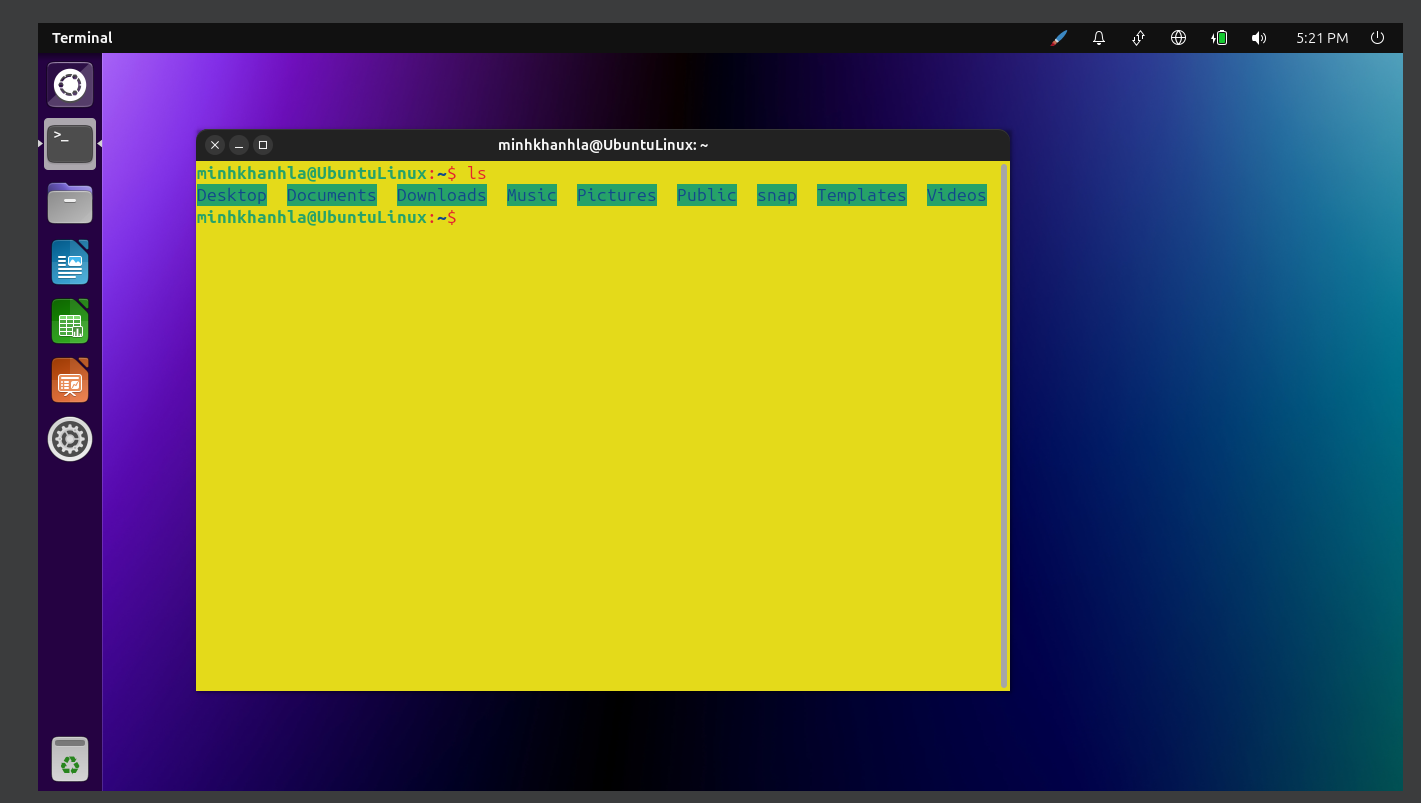 Terminal
5:21 PM
>_
minhkhanhla@UbuntuLinux: ~
minhkhanhla@UbuntuLinux:~$ ls
Desktop Documents Downloads Music Pictures Public snap Templates Videos
minhkhanhla@UbuntuLinux:~$